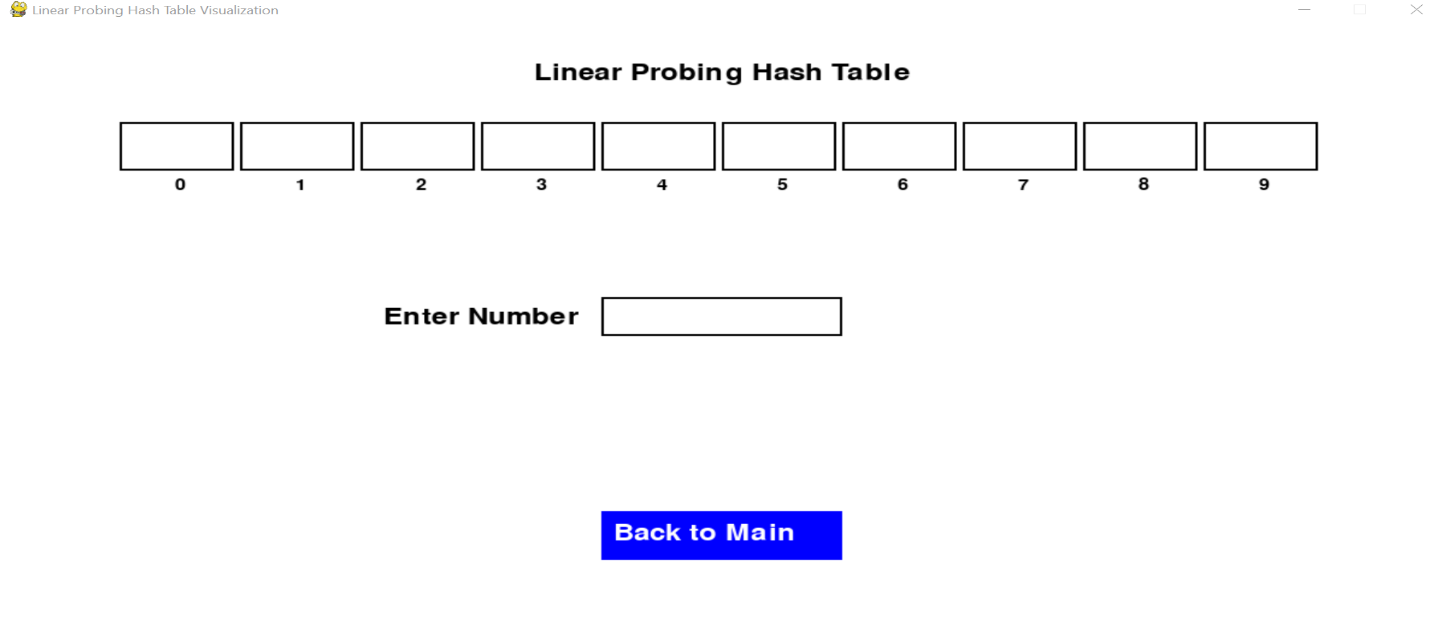 Linear Probing Hash Table Visualization
Linear Probing Hash Table
0 1 2 3 4 5 6 7 8 9
Enter Number
Back to Main